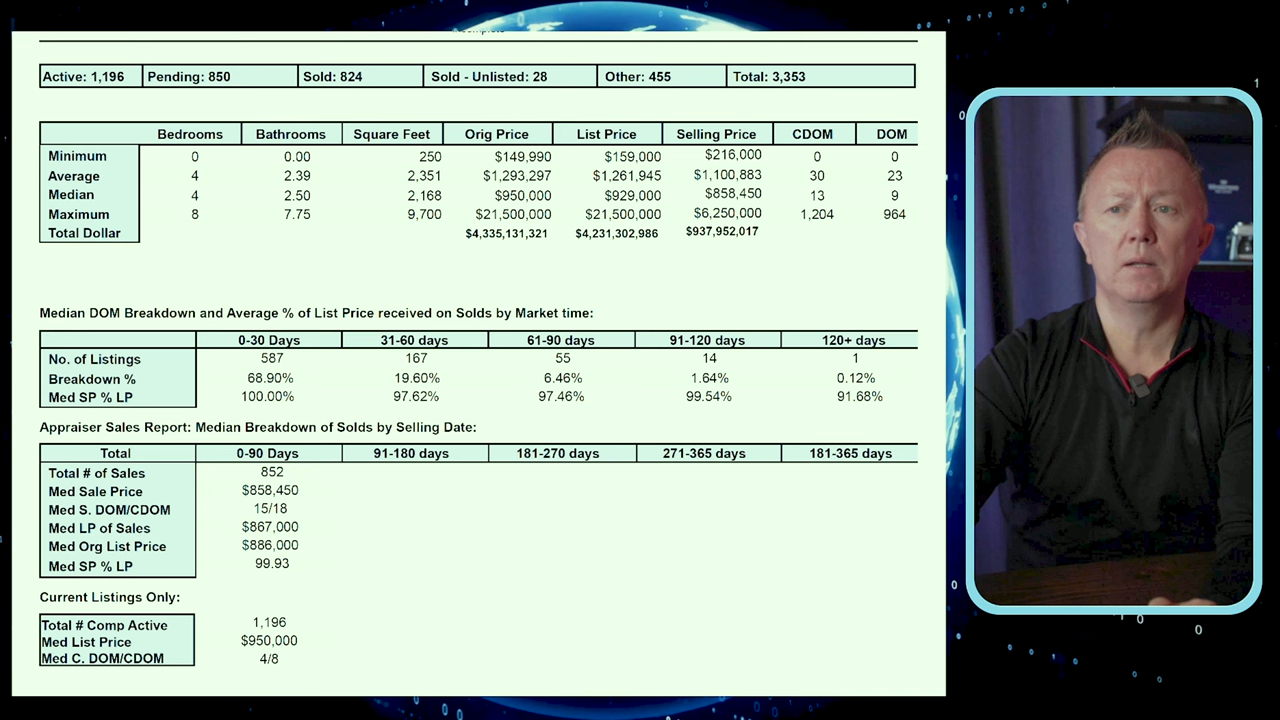 Active: 1,196 Pending: 850 Sold: 824 Sold - Unlisted: 28 Other: 455 Total: 3,353
Bedrooms Bathrooms Square Feet Orig Price List Price Selling Price CDOM DOM
Minimum 0 0.00 250 $149,990 $159,000 $216,000 0 0
Average 4 2.39 2,351 $1,293,297 $1,261,945 $1,100,883 30 23
Median 4 2.50 2,168 $950,000 $929,000 $858,450 13 9
Maximum 8 7.75 9,700 $21,500,000 $21,500,000 $6,250,000 1,204 964
Total Dollar $4,335,131,321 $4,231,302,986 $937,952,017
Median DOM Breakdown and Average % of List Price received on Solds by Market time:
0-30 Days 31-60 days 61-90 days 91-120 days 120+ days
No. of Listings 587 167 55 14 1
Breakdown % 68.90% 19.60% 6.46% 1.64% 0.12%
Med SP % LP 100.00% 97.62% 97.46% 99.54% 91.68%
Appraiser Sales Report: Median Breakdown of Solds by Selling Date:
Total 0-90 Days 91-180 days 181-270 days 271-365 days 181-365 days
Total # of Sales 852
Med Sale Price $858,450
Med S. DOM/CDOM 15/18
Med LP of Sales $867,000
Med Org List Price $886,000
Med SP % LP 99.93
Current Listings Only:
Total # Comp Active 1,196
Med List Price $950,000
Med C. DOM/CDOM 4/8